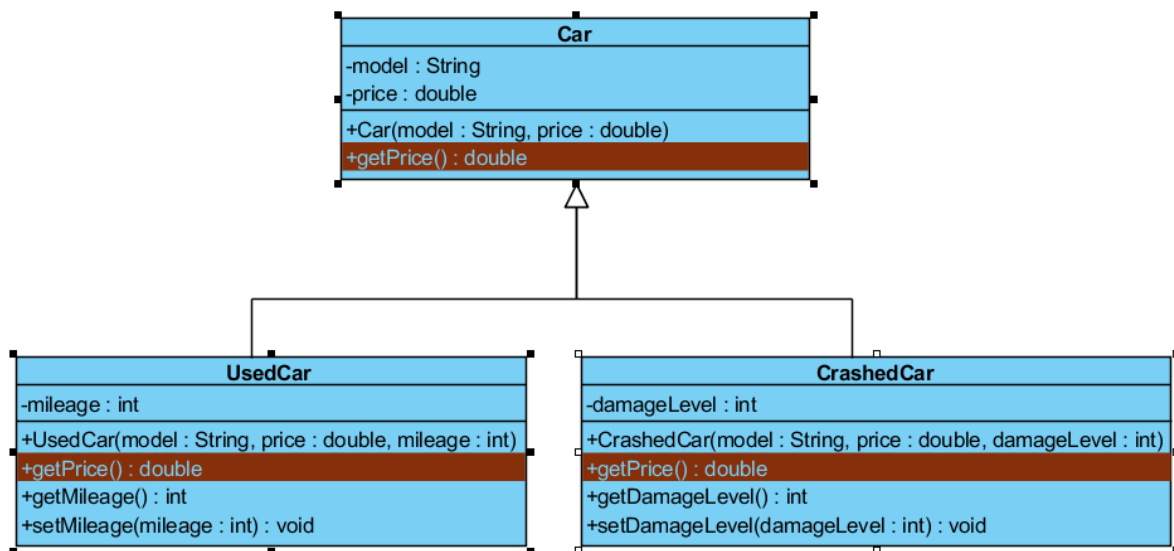 Car
-model : String
-price : double
+Car(model : String, price : double)
+getPrice() : double
UsedCar
-mileage : int
+UsedCar(model : String, price : double, mileage : int)
+getPrice() : double
+getMileage() : int
+setMileage(mileage : int) : void
CrashedCar
-damageLevel : int
+CrashedCar(model : String, price : double, damageLevel : int)
+getPrice() : double
+getDamageLevel() : int
+setDamageLevel(damageLevel : int) : void